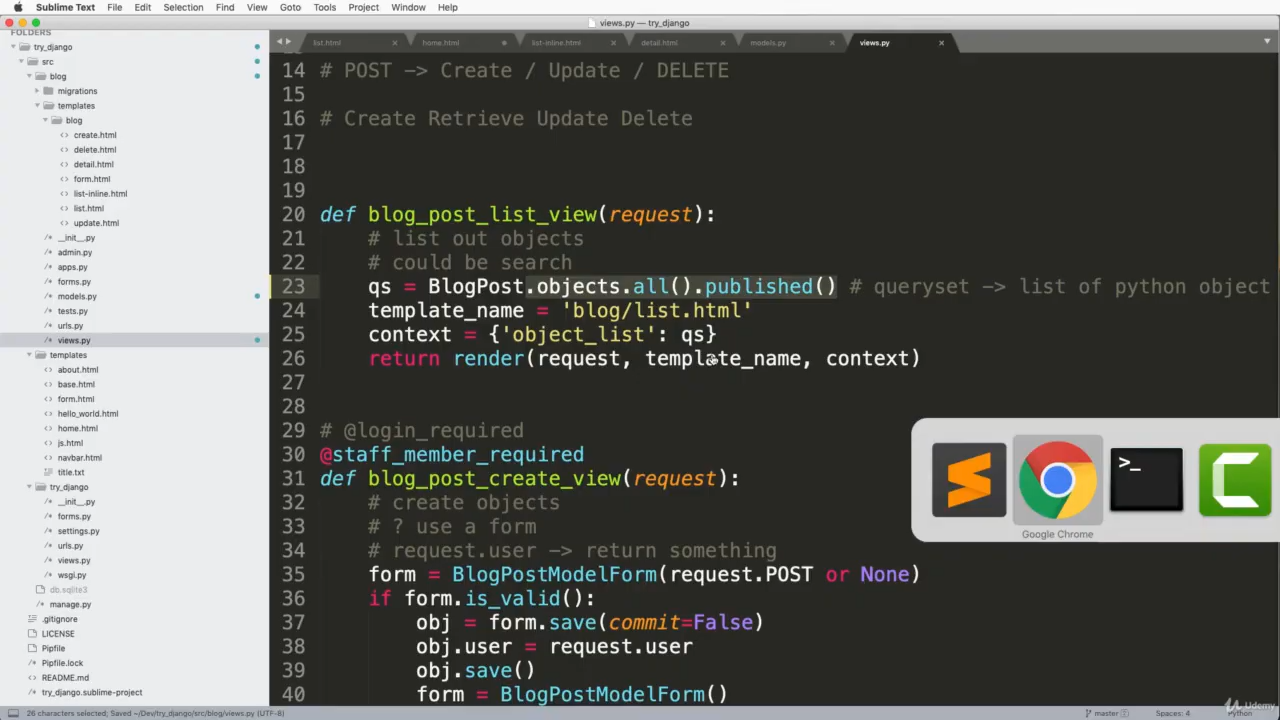 Sublime Text File Edit Selection Find View Goto Tools Project Window Help
views.py — try_django
FOLDERS
try_django
src
blog
migrations
templates
blog
create.html
delete.html
detail.html
form.html
list-inline.html
list.html
update.html
__init__.py
admin.py
apps.py
forms.py
models.py
tests.py
urls.py
views.py
templates
about.html
base.html
form.html
hello_world.html
home.html
js.html
navbar.html
title.txt
try_django
__init__.py
forms.py
settings.py
urls.py
views.py
wsgi.py
db.sqlite3
manage.py
.gitignore
LICENSE
Pipfile
Pipfile.lock
README.md
try_django.sublime-project
list.html home.html list-inline.html detail.html models.py views.py
14 # POST -> Create / Update / DELETE
15
16 # Create Retrieve Update Delete
17
18
19
20 def blog_post_list_view(request):
21 # list out objects
22 # could be search
23 qs = BlogPost.objects.all().published() # queryset -> list of python object
24 template_name = 'blog/list.html'
25 context = {'object_list': qs}
26 return render(request, template_name, context)
27
28
29 # @login_required
30 @staff_member_required
31 def blog_post_create_view(request):
32 # create objects
33 # ? use a form
34 # request.user -> return something
35 form = BlogPostModelForm(request.POST or None)
36 if form.is_valid():
37 obj = form.save(commit=False)
38 obj.user = request.user
39 obj.save()
40 form = BlogPostModelForm()
>_
Google Chrome
26 characters selected; Saved ~/Dev/try_django/src/blog/views.py (UTF-8)
master Spaces: 4 Python
Udemy